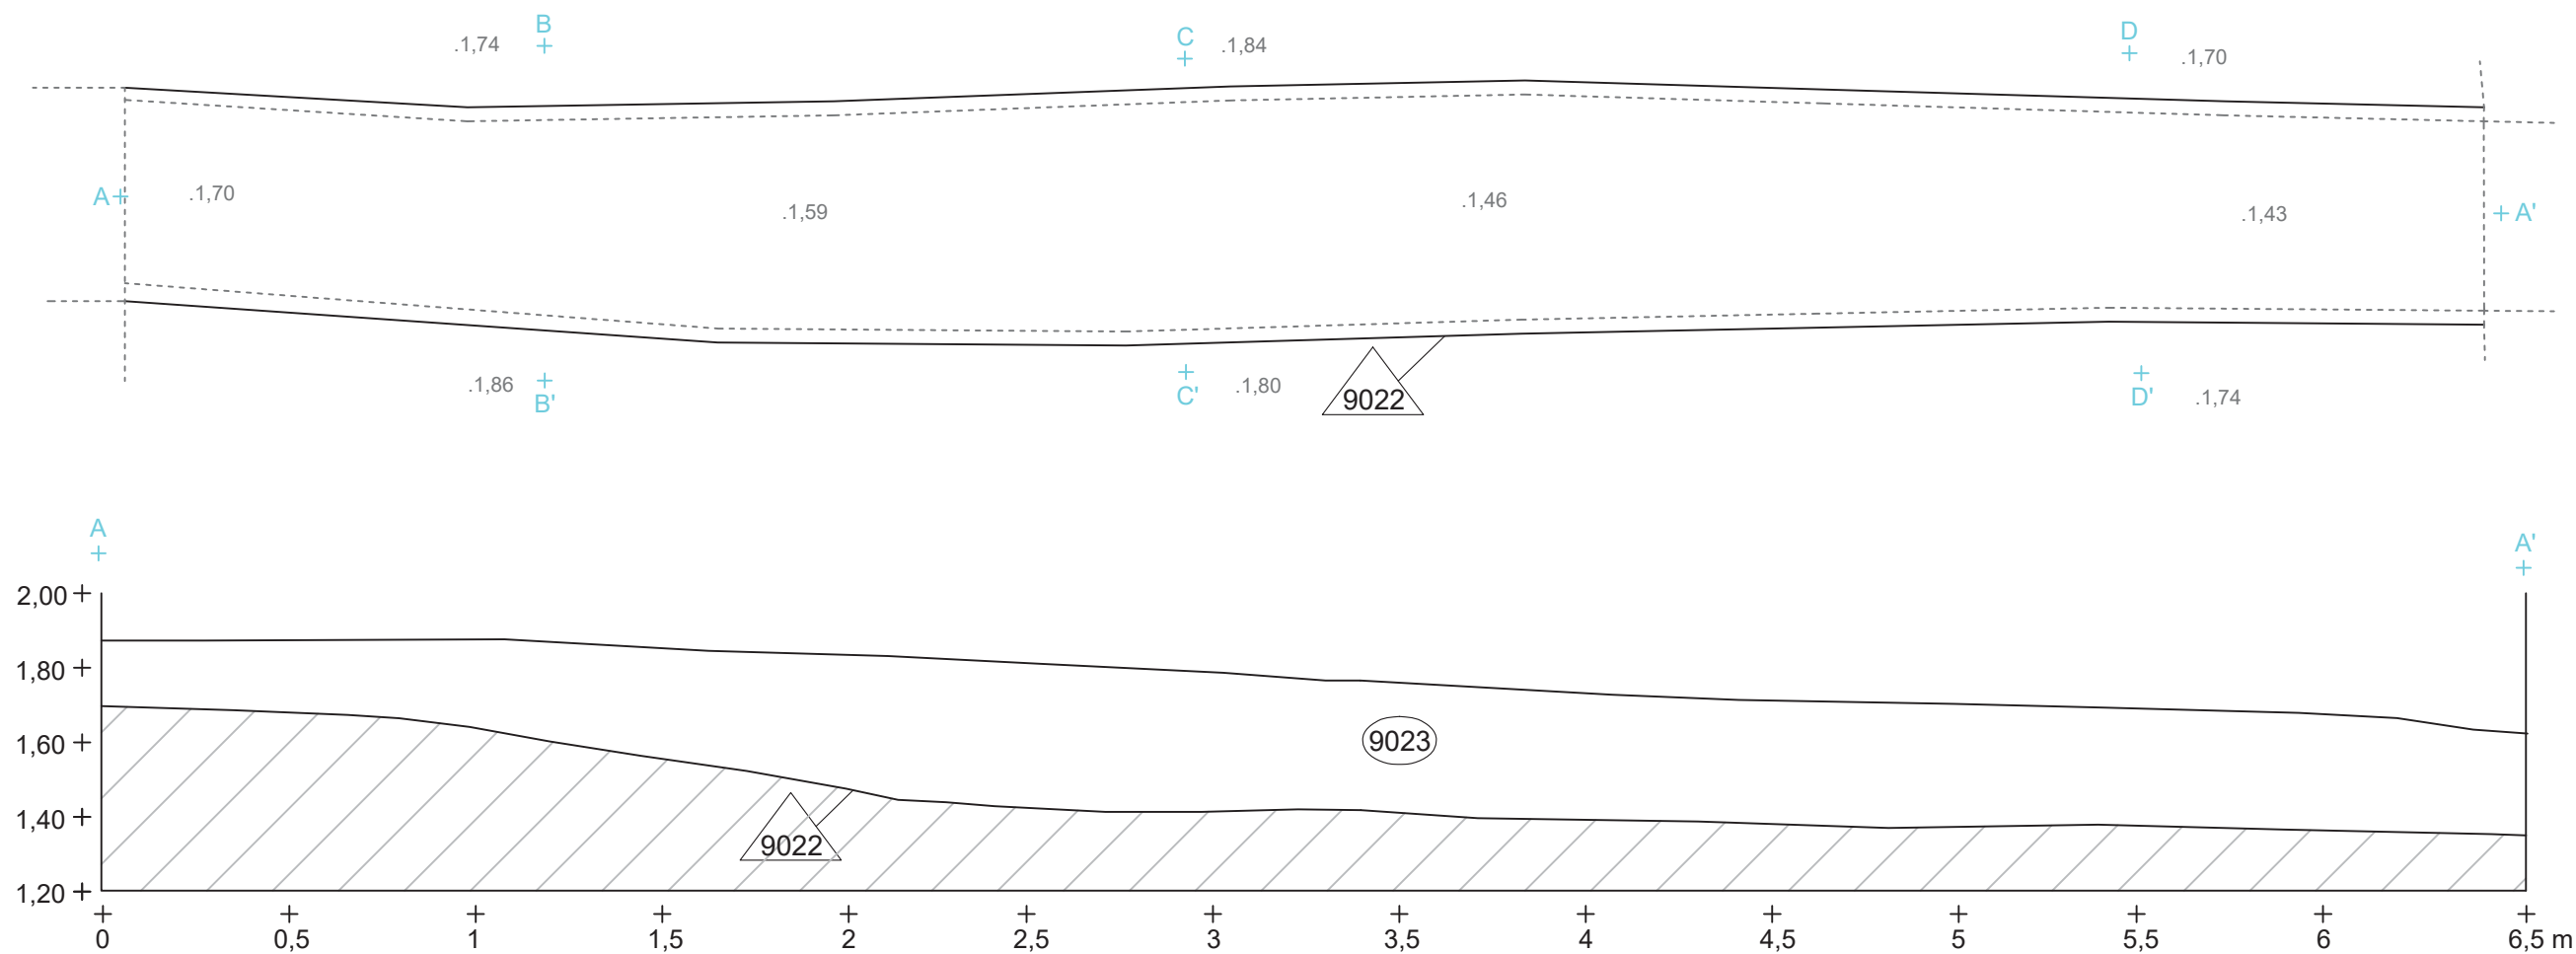 B
.1,74
C
.1,84
D
.1,70
A
.1,70
.1,59
.1,46
.1,43
A'
.1,86
B'
C'
.1,80
9022
D'
.1,74
A
A'
2,00
1,80
1,60
1,40
1,20
9023
9022
0 0,5 1 1,5 2 2,5 3 3,5 4 4,5 5 5,5 6 6,5 m